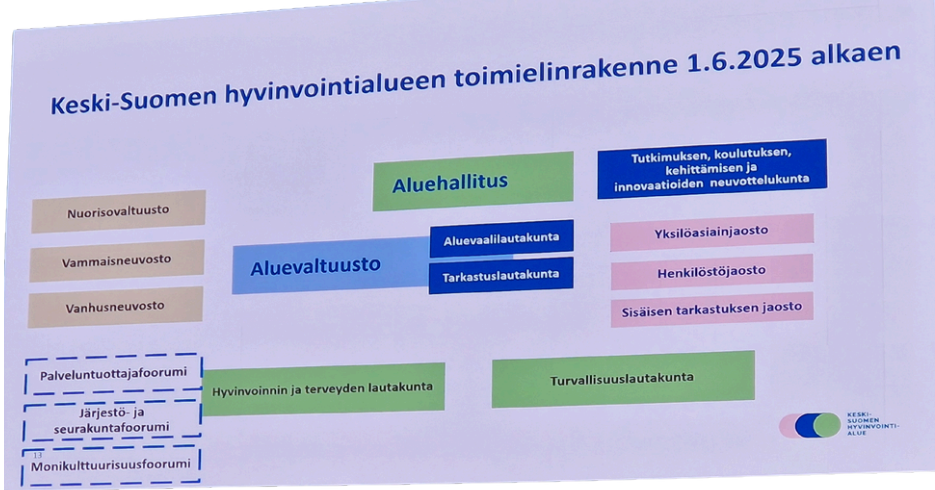 Keski-Suomen hyvinvointialueen toimielinrakenne 1.6.2025 alkaen
Aluehallitus
Tutkimuksen, koulutuksen,
kehittämisen ja
innovaatioiden neuvottelukunta
Nuorisovaltuusto
Vammaisneuvosto
Vanhusneuvosto
Aluevaltuusto
Aluevaalilautakunta
Tarkastuslautakunta
Yksilöasiainjaosto
Henkilöstöjaosto
Sisäisen tarkastuksen jaosto
Palveluntuottajafoorumi
Järjestö- ja
seurakuntafoorumi
13
Monikulttuurisuusfoorumi
Hyvinvoinnin ja terveyden lautakunta
Turvallisuuslautakunta
KESKI-
SUOMEN
HYVINVOINTI-
ALUE